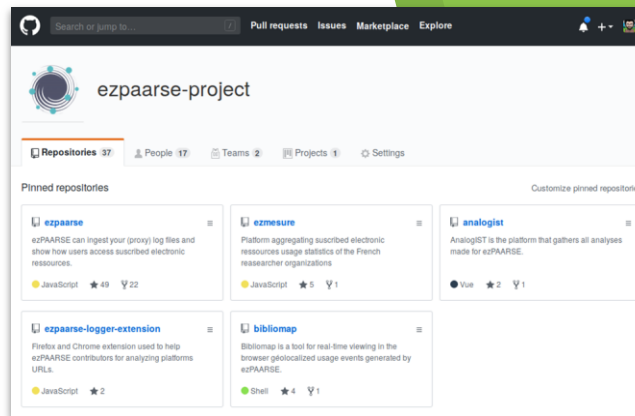 Search or jump to...
/
Pull requests Issues Marketplace Explore
ezpaarse-project
Repositories 37 People 17 Teams 2 Projects 1 Settings
Pinned repositories
Customize pinned repositorie
ezpaarse
ezPAARSE can ingest your (proxy) log files and
show how users access suscribed electronic
ressources.
JavaScript 49 22
ezmesure
Platform aggregating suscribed electronic
ressources usage statistics of the French
reasearcher organizations
JavaScript 5 1
analogist
AnalogIST is the platform that gathers all analyses
made for ezPAARSE.
Vue 2 1
ezpaarse-logger-extension
Firefox and Chrome extension used to help
ezPAARSE contributors for analyzing platforms
URLs.
JavaScript 2
bibliomap
Bibliomap is a tool for real-time viewing in the
browser géolocalized usage events generated by
ezPAARSE.
Shell 4 1